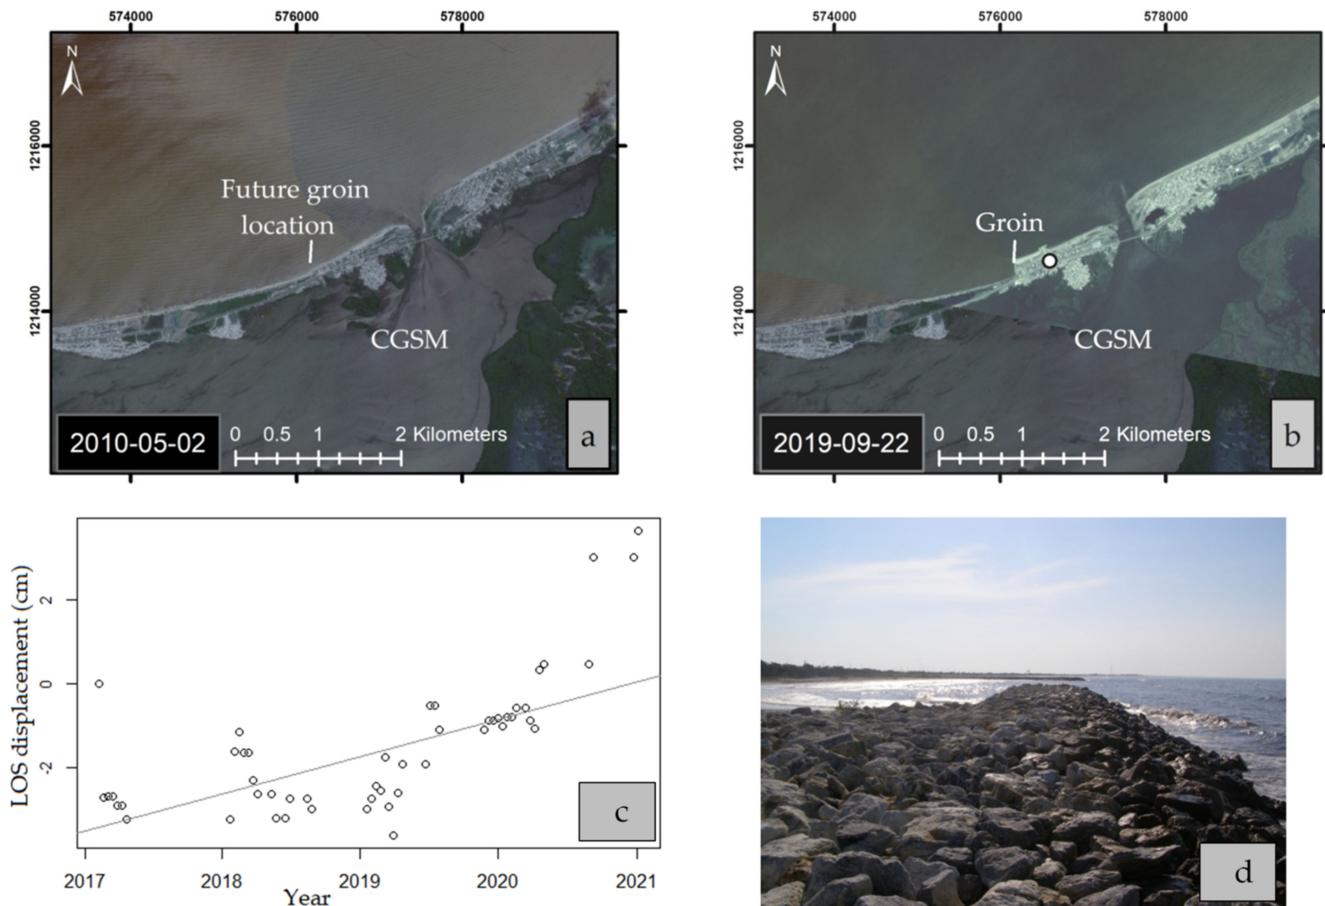 574000 576000 578000
N
1216000
1214000
Future groin
location
CGSM
2010-05-02
0 0.5 1 2 Kilometers
a
574000 576000 578000
N
1216000
1214000
Groin
CGSM
2019-09-22
0 0.5 1 2 Kilometers
b
LOS displacement (cm)
2
0
-2
2017 2018 2019 2020 2021
Year
c
d